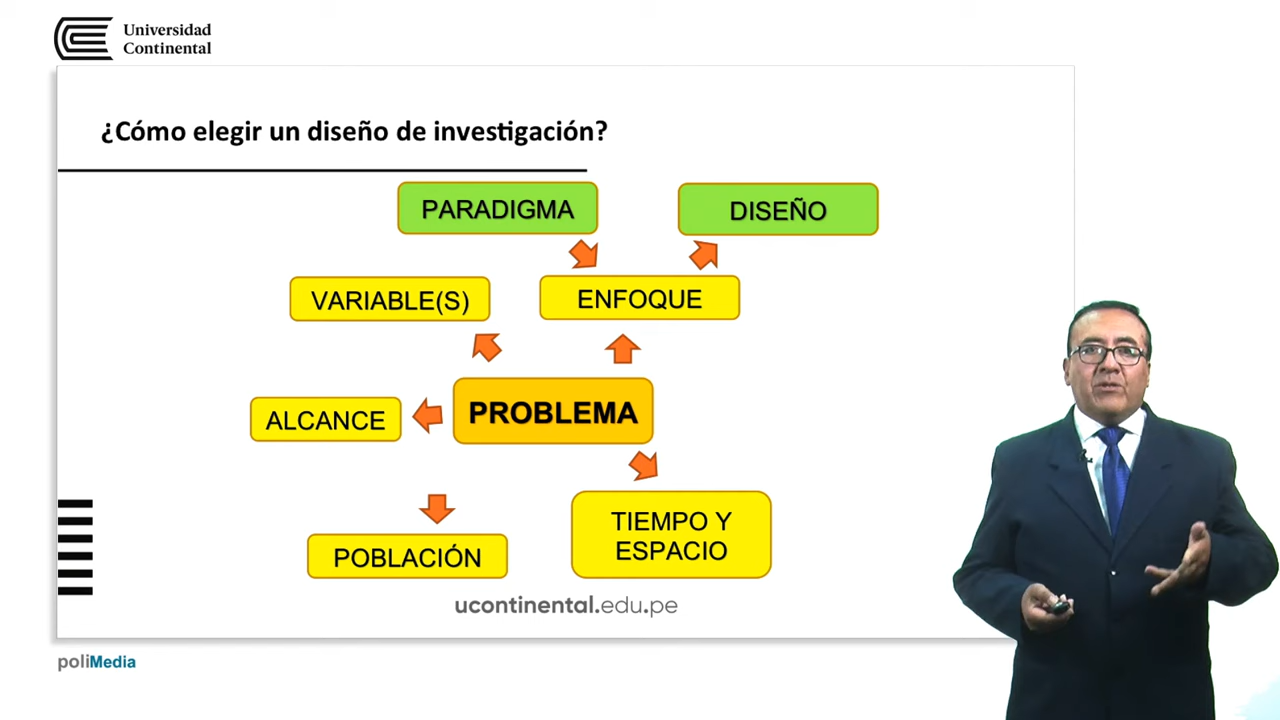 Universidad
Continental
¿Cómo elegir un diseño de investigación?
PARADIGMA
DISEÑO
VARIABLE(S)
ENFOQUE
PROBLEMA
ALCANCE
TIEMPO Y
ESPACIO
POBLACIÓN
ucontinental.edu.pe
poliMedia